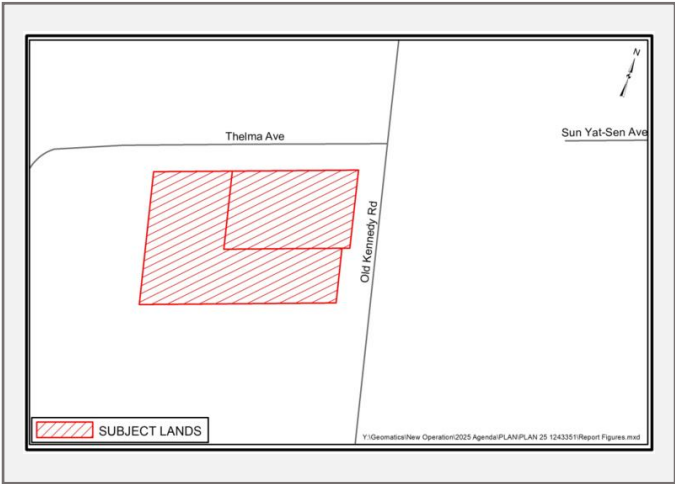 N
Thelma Ave
Sun Yat-Sen Ave
Old Kennedy Rd
SUBJECT LANDS
Y:\Geomatics\New Operation\2025 Agenda\PLAN\PLAN 25 1243351\Report Figures.mxd